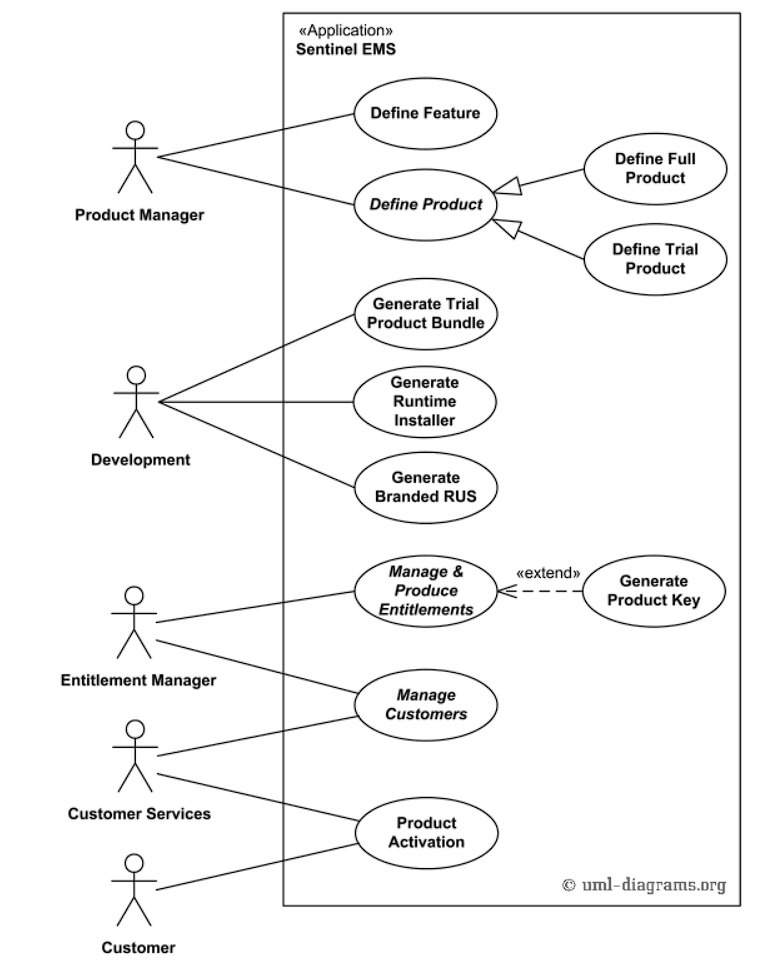 «Application»
Sentinel EMS
Define Feature
Define Full
Product
Product Manager
Define Product
Define Trial
Product
Generate Trial
Product Bundle
Generate
Runtime
Installer
Development
Generate
Branded RUS
Manage &
Produce
Entitlements
«extend»
Generate
Product Key
Entitlement Manager
Manage
Customers
Customer Services
Product
Activation
© uml-diagrams.org
Customer